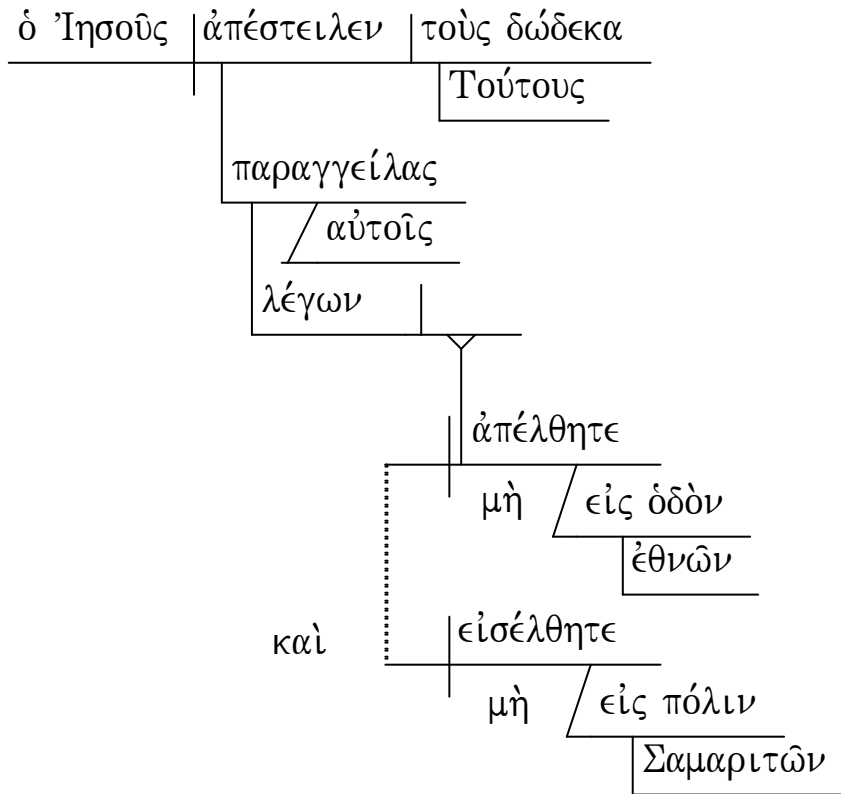 ὁ Ἰησοῦς ἀπέστειλεν τοὺς δώδεκα
Τούτους
παραγγείλας
αὐτοῖς
λέγων
ἀπέλθητε
μὴ εἰς ὁδὸν
ἐθνῶν
καὶ εἰσέλθητε
μὴ εἰς πόλιν
Σαμαριτῶν